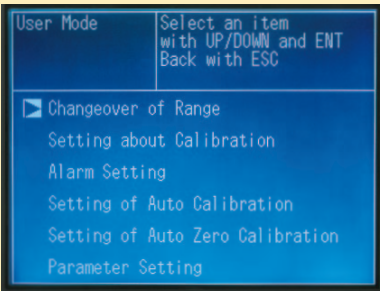 User Mode
Select an item
with UP/DOWN and ENT
Back with ESC
Changeover of Range
Setting about Calibration
Alarm Setting
Setting of Auto Calibration
Setting of Auto Zero Calibration
Parameter Setting